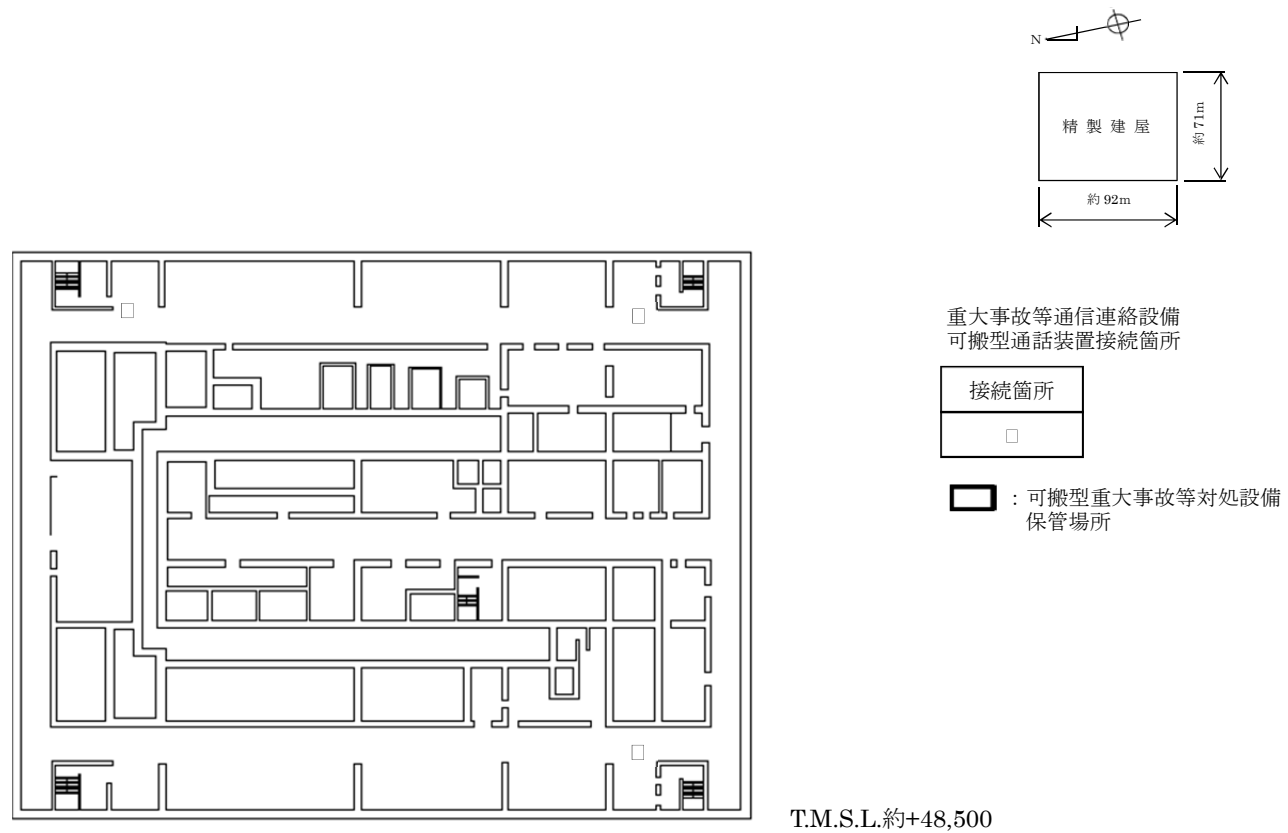 N
精製建屋
約71m
約92m
重大事故等通信連絡設備
可搬型通話装置接続箇所
接続箇所
□
：可搬型重大事故等対処設備
保管場所
T.M.S.L.約+48,500